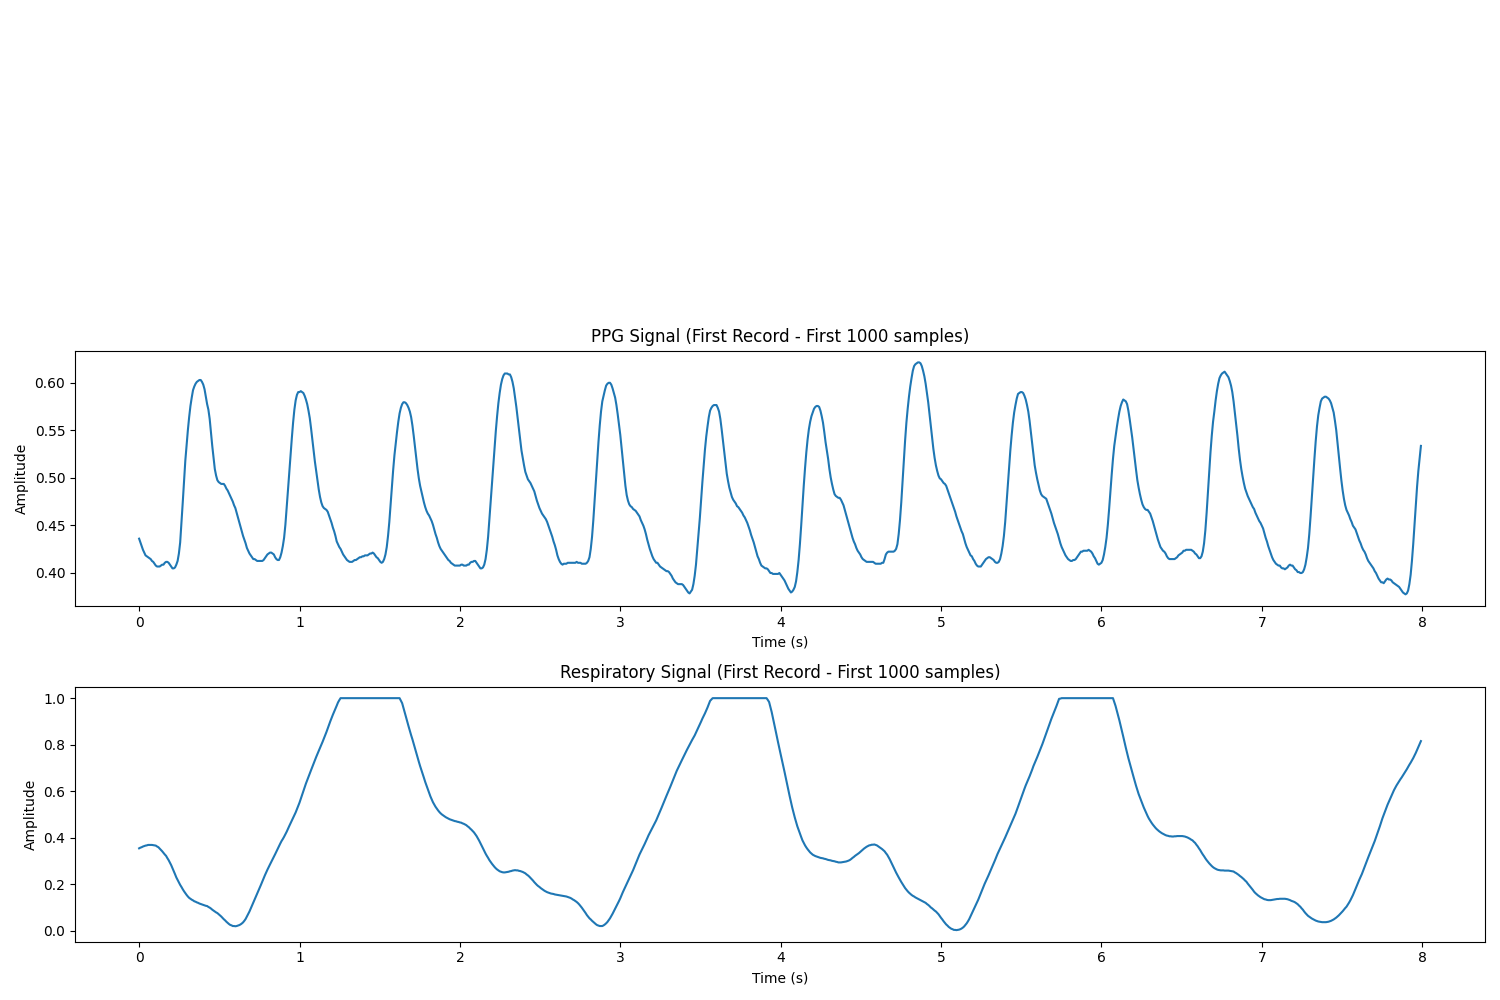 PPG Signal (First Record - First 1000 samples)
0.60
0.55
0.50
0.45
0.40
Amplitude
0 1 2 3 4 5 6 7 8
Time (s)
Respiratory Signal (First Record - First 1000 samples)
1.0
0.8
0.6
0.4
0.2
0.0
Amplitude
0 1 2 3 4 5 6 7 8
Time (s)